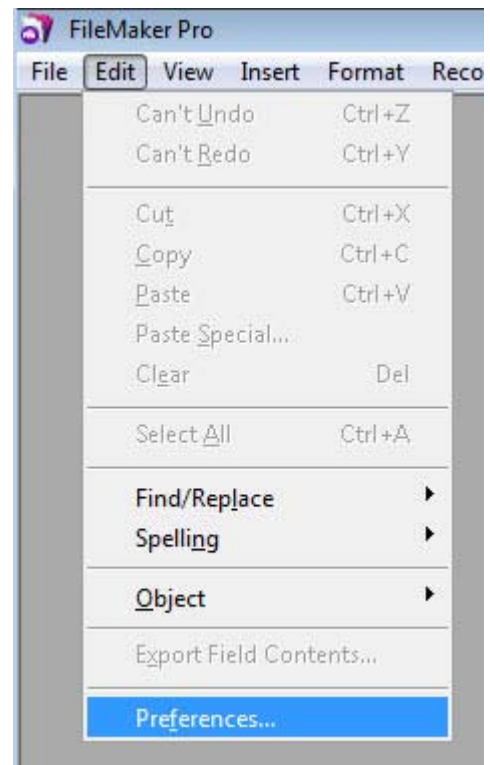 FileMaker Pro
File Edit View Insert Format Reco
Can't Undo Ctrl+Z
Can't Redo Ctrl+Y
Cut Ctrl+X
Copy Ctrl+C
Paste Ctrl+V
Paste Special...
Clear Del
Select All Ctrl+A
Find/Replace
Spelling
Object
Export Field Contents...
Preferences...